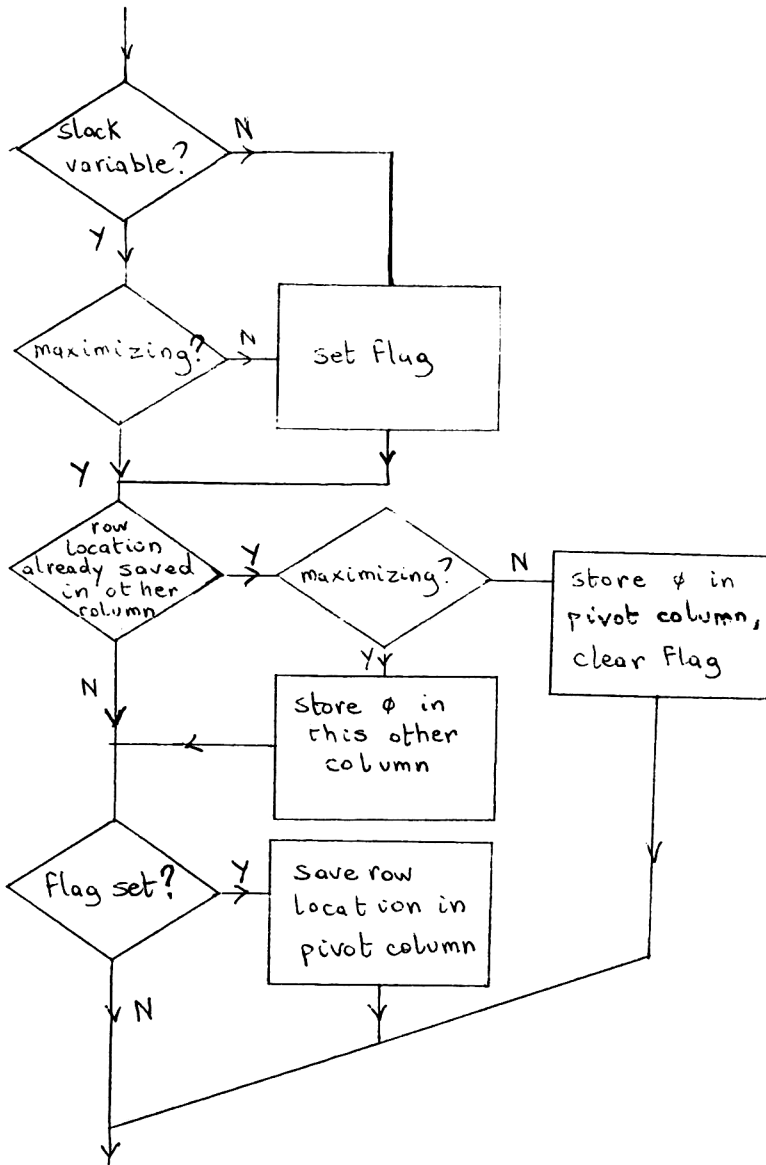 slack
variable?
N
Y
maximizing?
N
set flag
Y
row
location
already saved
in other
column
Y
maximizing?
N
store φ in
pivot column,
clear flag
Y
N
store φ in
this other
column
flag set?
Y
save row
location in
pivot column
N